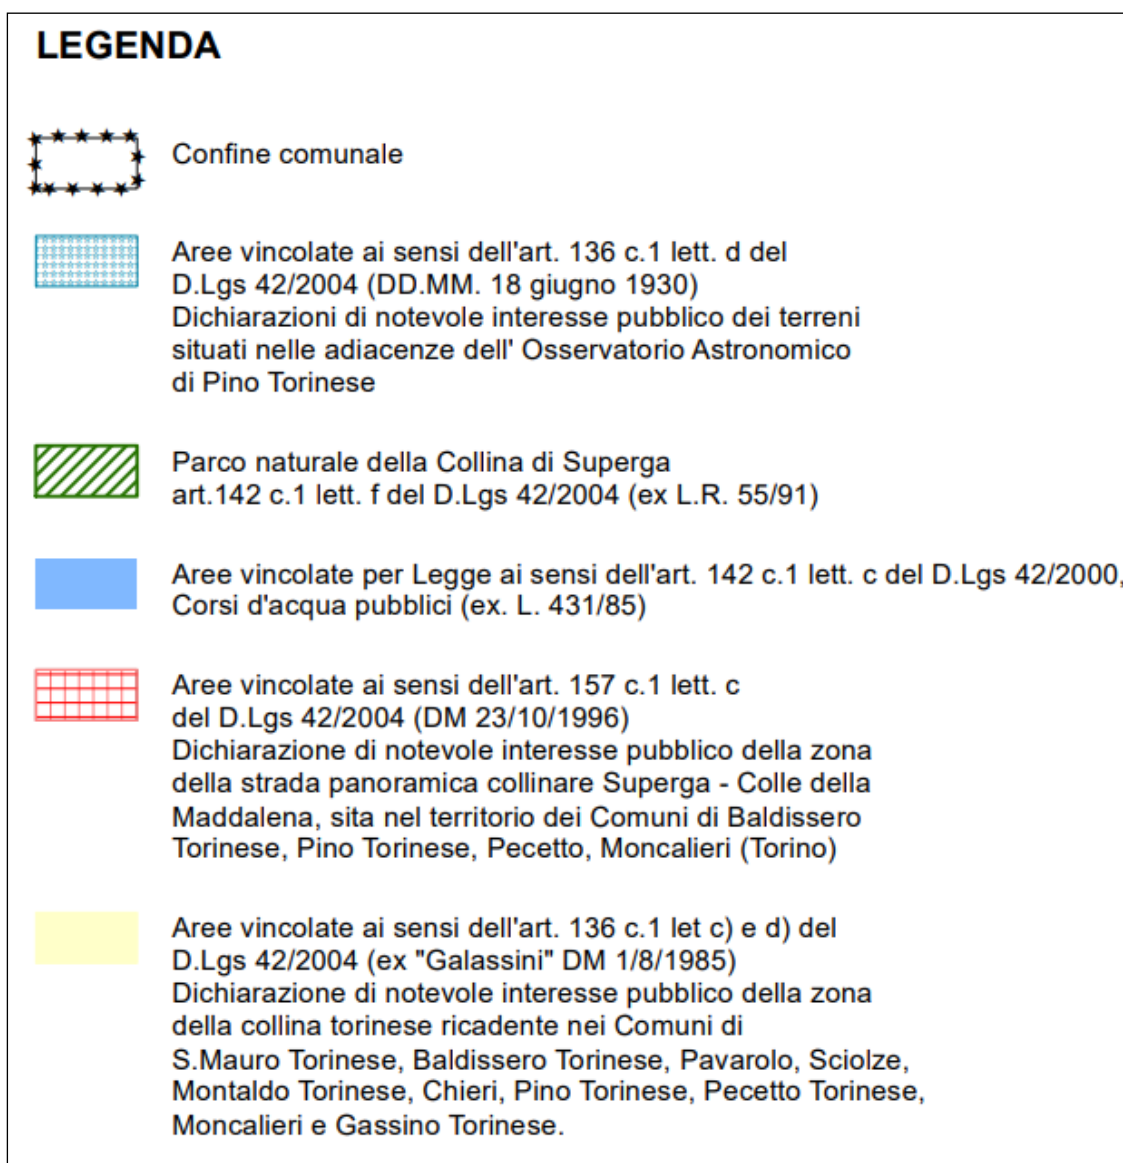 LEGENDA
Confine comunale
Aree vincolate ai sensi dell'art. 136 c.1 lett. d del
D.Lgs 42/2004 (DD.MM. 18 giugno 1930)
Dichiarazioni di notevole interesse pubblico dei terreni
situati nelle adiacenze dell' Osservatorio Astronomico
di Pino Torinese
Parco naturale della Collina di Superga
art.142 c.1 lett. f del D.Lgs 42/2004 (ex L.R. 55/91)
Aree vincolate per Legge ai sensi dell'art. 142 c.1 lett. c del D.Lgs 42/2000,
Corsi d'acqua pubblici (ex. L. 431/85)
Aree vincolate ai sensi dell'art. 157 c.1 lett. c
del D.Lgs 42/2004 (DM 23/10/1996)
Dichiarazione di notevole interesse pubblico della zona
della strada panoramica collinare Superga - Colle della
Maddalena, sita nel territorio dei Comuni di Baldissero
Torinese, Pino Torinese, Pecetto, Moncalieri (Torino)
Aree vincolate ai sensi dell'art. 136 c.1 let c) e d) del
D.Lgs 42/2004 (ex "Galassini" DM 1/8/1985)
Dichiarazione di notevole interesse pubblico della zona
della collina torinese ricadente nei Comuni di
S.Mauro Torinese, Baldissero Torinese, Pavarolo, Sciolze,
Montaldo Torinese, Chieri, Pino Torinese, Pecetto Torinese,
Moncalieri e Gassino Torinese.